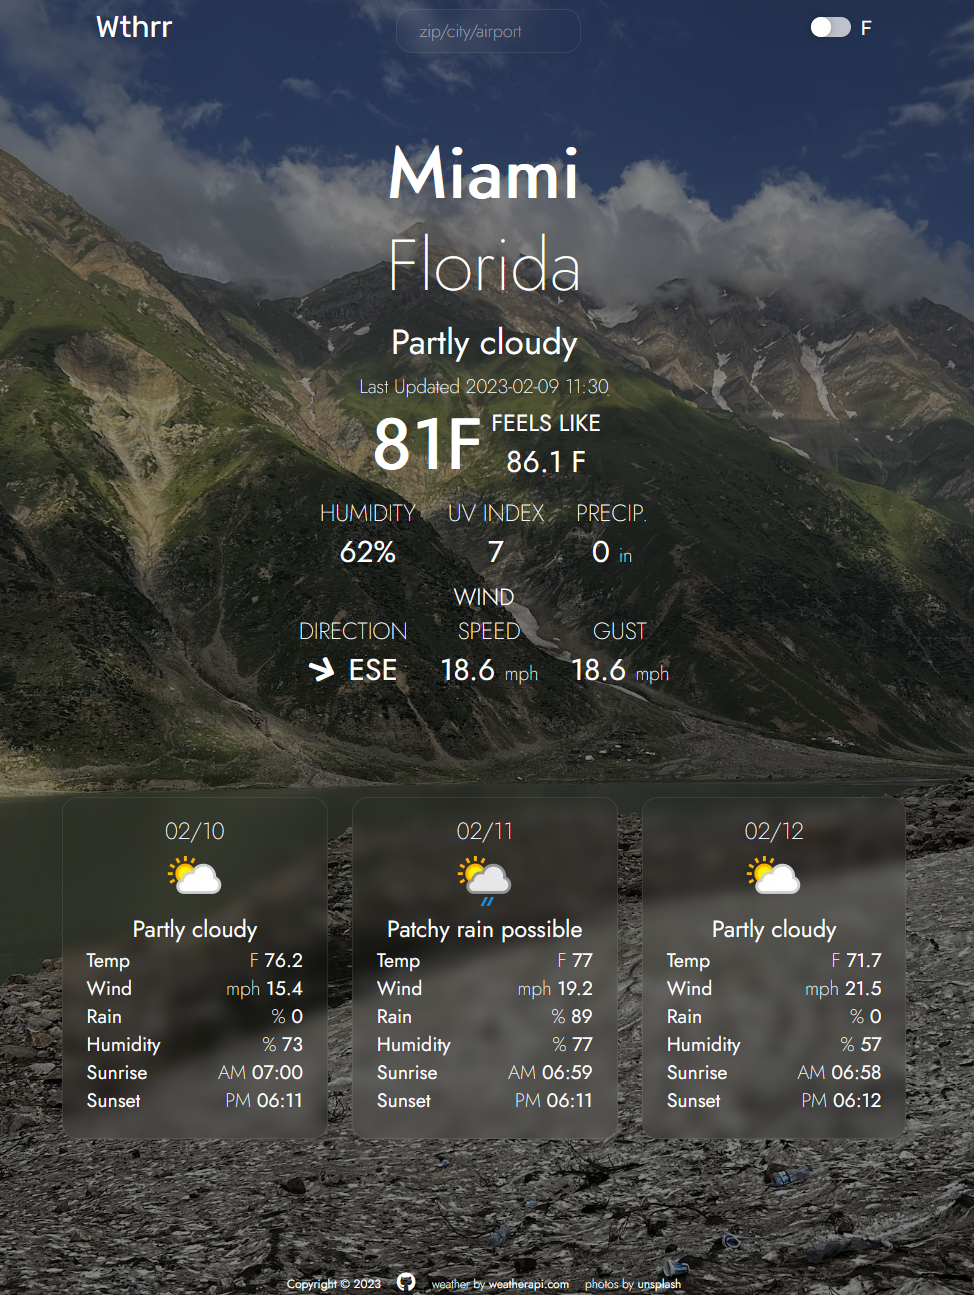 Wthrr
zip/city/airport
F
Miami
Florida
Partly cloudy
Last Updated 2023-02-09 11:30
81F
FEELS LIKE
86.1 F
HUMIDITY UV INDEX PRECIP.
62% 7 0 in
WIND
DIRECTION SPEED GUST
ESE 18.6 mph 18.6 mph
02/10
Partly cloudy
Temp F 76.2
Wind mph 15.4
Rain % 0
Humidity % 73
Sunrise AM 07:00
Sunset PM 06:11
02/11
Patchy rain possible
Temp F 77
Wind mph 19.2
Rain % 89
Humidity % 77
Sunrise AM 06:59
Sunset PM 06:11
02/12
Partly cloudy
Temp F 71.7
Wind mph 21.5
Rain % 0
Humidity % 57
Sunrise AM 06:58
Sunset PM 06:12
Copyright © 2023 weather by weatherapi.com photos by unsplash